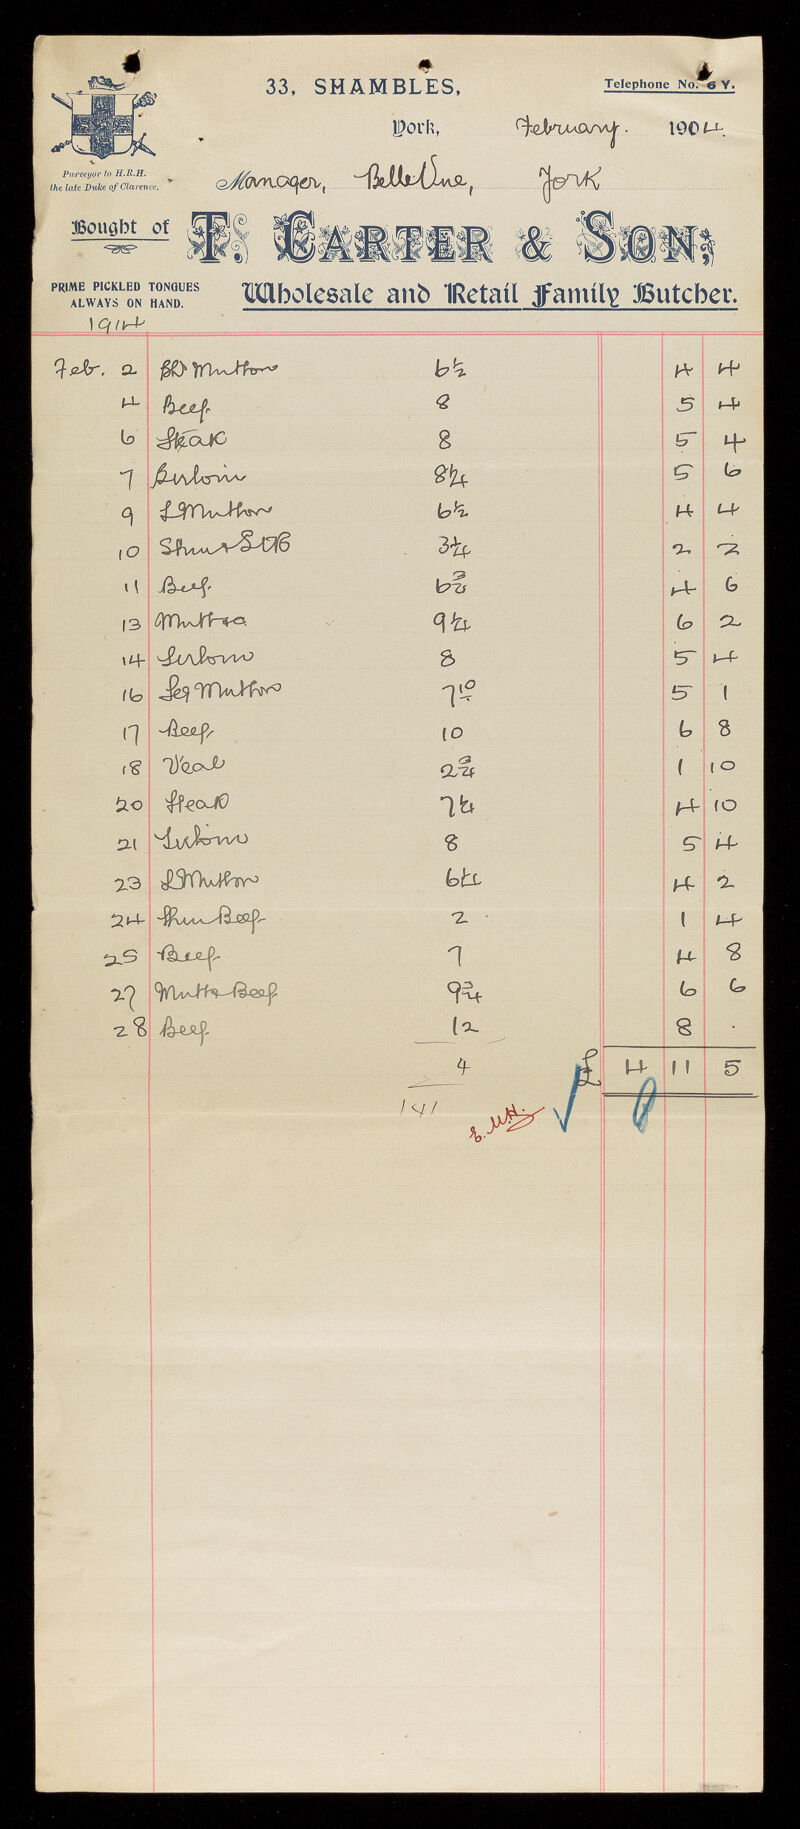 33, SHAMBLES,
Telephone No. 6 Y.
York, February. 1904.
Purveyor to H.R.H.
the late Duke of Clarence.
Manager, Belle Vue, York
Bought of T. CARTER & SON,
PRIME PICKLED TONGUES
ALWAYS ON HAND.
Wholesale and Retail Family Butcher.
1914
Feb. 2 Mutton 6½ 4 4
4 Beef 8 5 4
6 Steak 8 5 4
7 Sirloin 8¼ 5 6
9 L Mutton 6½ 4 4
10 3¼ 2 2
11 Beef 6¾ 4 6
13 Mutton 9¼ 6 2
14 Sirloin 8 5 4
16 Leg Mutton 7 10 5 1
17 Beef 10 6 8
18 Veal 2¾ 1 10
20 Steak 7¼ 4 10
21 Sirloin 8 5 4
23 L Mutton 6¼ 4 2
24 Shin Beef 2 1 4
25 Beef 7 4 8
27 Mutt & Beef 9¾ 6 6
28 Beef 12 8 .
4 £ 4 11 5
141
E.M.H.